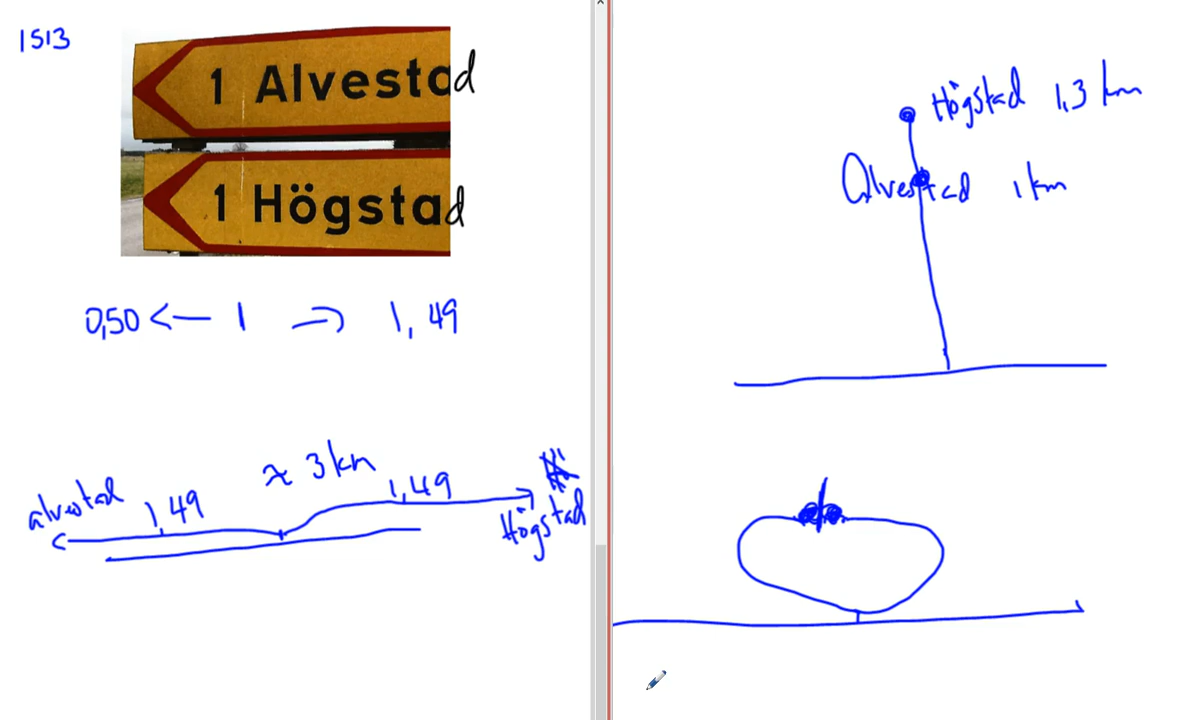 1513
1 Alvestad
1 Högstad
0,50 <— 1 => 1,49
≈ 3 km
alvestad 1,49 1,49 Högstad
Högstad 1,3 km
Alvestad 1 km